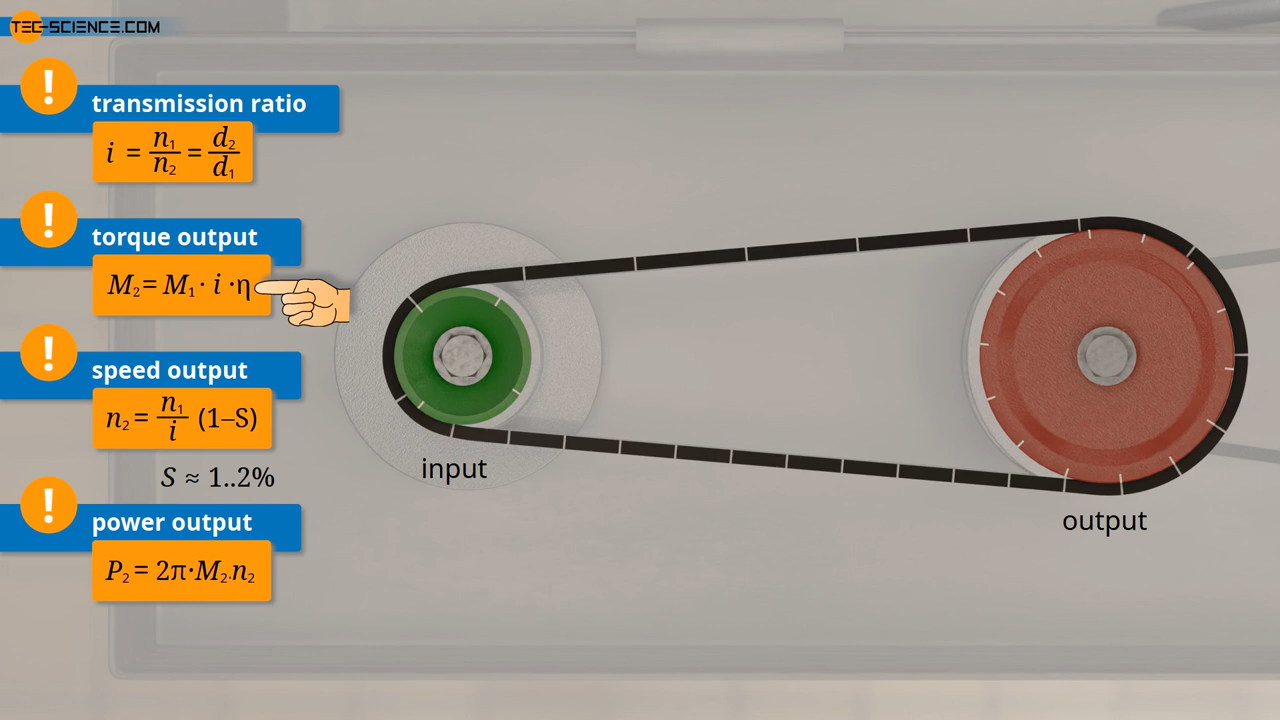 TEC-SCIENCE.COM
! transmission ratio
i = n₁/n₂ = d₂/d₁
! torque output
M₂ = M₁ · i · η
! speed output
n₂ = n₁/i (1–S)
S ≈ 1..2%
! power output
P₂ = 2π·M₂·n₂
input
output